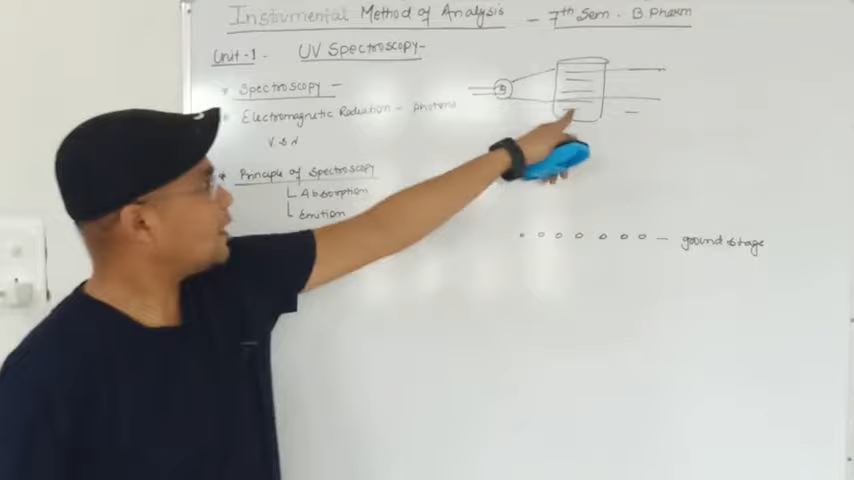 Instrumental Method of Analysis - 7th Sem. B Pharm
Unit-1. UV Spectroscopy-
* Spectroscopy -
* Electromagnetic Radiation - Photons
* Principle of Spectroscopy
Absorption
Emition
ground stage